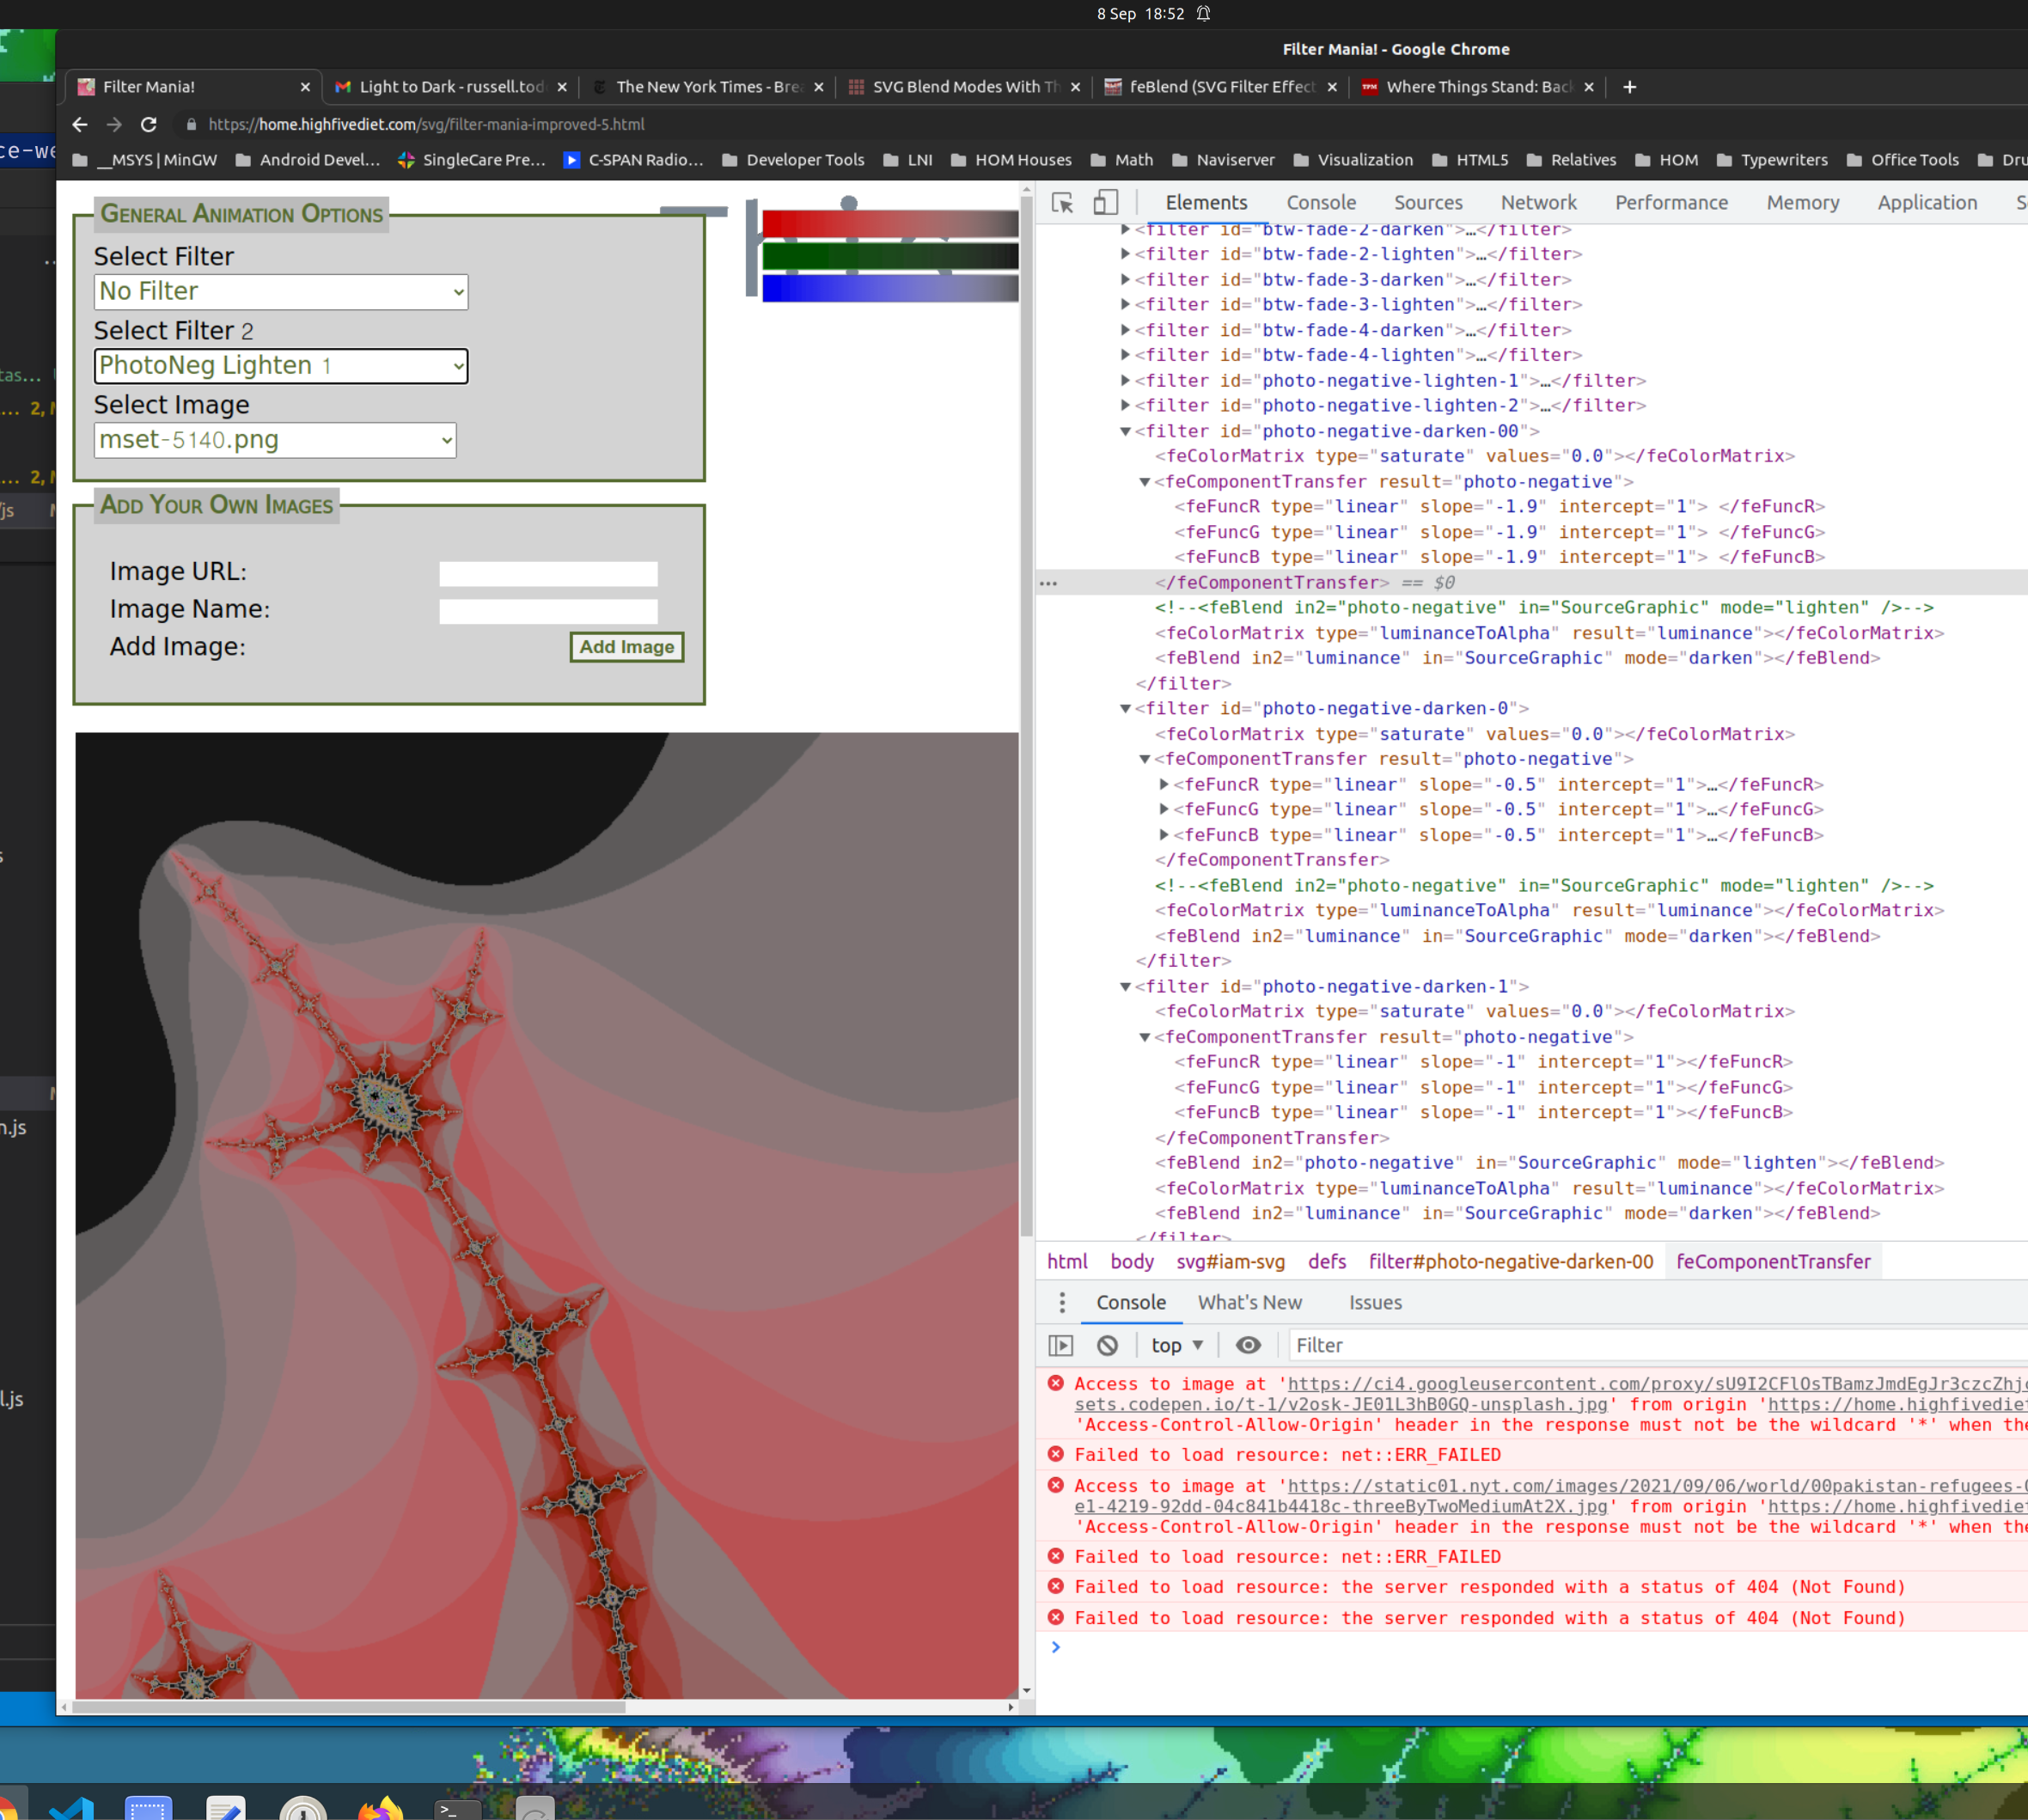 8 Sep 18:52
Filter Mania! - Google Chrome
Filter Mania!
Light to Dark - russell.tod
The New York Times - Brea
SVG Blend Modes With Th
feBlend (SVG Filter Effect
TPM Where Things Stand: Back
https://home.highfivediet.com/svg/filter-mania-improved-5.html
__MSYS | MinGW Android Devel... SingleCare Pre... C-SPAN Radio... Developer Tools LNI HOM Houses Math Naviserver Visualization HTML5 Relatives HOM Typewriters Office Tools Dru
ce-we
tas...
... 2, M
... 2, M
/js
n.js
l.js
General Animation Options
Select Filter
No Filter
Select Filter 2
PhotoNeg Lighten 1
Select Image
mset-5140.png
Add Your Own Images
Image URL:
Image Name:
Add Image:
Add Image
Elements Console Sources Network Performance Memory Application S
<filter id="btw-fade-2-darken">…</filter>
<filter id="btw-fade-2-lighten">…</filter>
<filter id="btw-fade-3-darken">…</filter>
<filter id="btw-fade-3-lighten">…</filter>
<filter id="btw-fade-4-darken">…</filter>
<filter id="btw-fade-4-lighten">…</filter>
<filter id="photo-negative-lighten-1">…</filter>
<filter id="photo-negative-lighten-2">…</filter>
<filter id="photo-negative-darken-00">
<feColorMatrix type="saturate" values="0.0"></feColorMatrix>
<feComponentTransfer result="photo-negative">
<feFuncR type="linear" slope="-1.9" intercept="1"> </feFuncR>
<feFuncG type="linear" slope="-1.9" intercept="1"> </feFuncG>
<feFuncB type="linear" slope="-1.9" intercept="1"> </feFuncB>
</feComponentTransfer> == $0
<!--<feBlend in2="photo-negative" in="SourceGraphic" mode="lighten" />-->
<feColorMatrix type="luminanceToAlpha" result="luminance"></feColorMatrix>
<feBlend in2="luminance" in="SourceGraphic" mode="darken"></feBlend>
</filter>
<filter id="photo-negative-darken-0">
<feColorMatrix type="saturate" values="0.0"></feColorMatrix>
<feComponentTransfer result="photo-negative">
<feFuncR type="linear" slope="-0.5" intercept="1">…</feFuncR>
<feFuncG type="linear" slope="-0.5" intercept="1">…</feFuncG>
<feFuncB type="linear" slope="-0.5" intercept="1">…</feFuncB>
</feComponentTransfer>
<!--<feBlend in2="photo-negative" in="SourceGraphic" mode="lighten" />-->
<feColorMatrix type="luminanceToAlpha" result="luminance"></feColorMatrix>
<feBlend in2="luminance" in="SourceGraphic" mode="darken"></feBlend>
</filter>
<filter id="photo-negative-darken-1">
<feColorMatrix type="saturate" values="0.0"></feColorMatrix>
<feComponentTransfer result="photo-negative">
<feFuncR type="linear" slope="-1" intercept="1"></feFuncR>
<feFuncG type="linear" slope="-1" intercept="1"></feFuncG>
<feFuncB type="linear" slope="-1" intercept="1"></feFuncB>
</feComponentTransfer>
<feBlend in2="photo-negative" in="SourceGraphic" mode="lighten"></feBlend>
<feColorMatrix type="luminanceToAlpha" result="luminance"></feColorMatrix>
<feBlend in2="luminance" in="SourceGraphic" mode="darken"></feBlend>
</filter>
html body svg#iam-svg defs filter#photo-negative-darken-00 feComponentTransfer
Console What's New Issues
top Filter
Access to image at 'https://ci4.googleusercontent.com/proxy/sU9I2CFlOsTBamzJmdEgJr3czcZhj
sets.codepen.io/t-1/v2osk-JE01L3hB0GQ-unsplash.jpg' from origin 'https://home.highfivediet
'Access-Control-Allow-Origin' header in the response must not be the wildcard '*' when the
Failed to load resource: net::ERR_FAILED
Access to image at 'https://static01.nyt.com/images/2021/09/06/world/00pakistan-refugees-0
e1-4219-92dd-04c841b4418c-threeByTwoMediumAt2X.jpg' from origin 'https://home.highfivediet
'Access-Control-Allow-Origin' header in the response must not be the wildcard '*' when the
Failed to load resource: net::ERR_FAILED
Failed to load resource: the server responded with a status of 404 (Not Found)
Failed to load resource: the server responded with a status of 404 (Not Found)